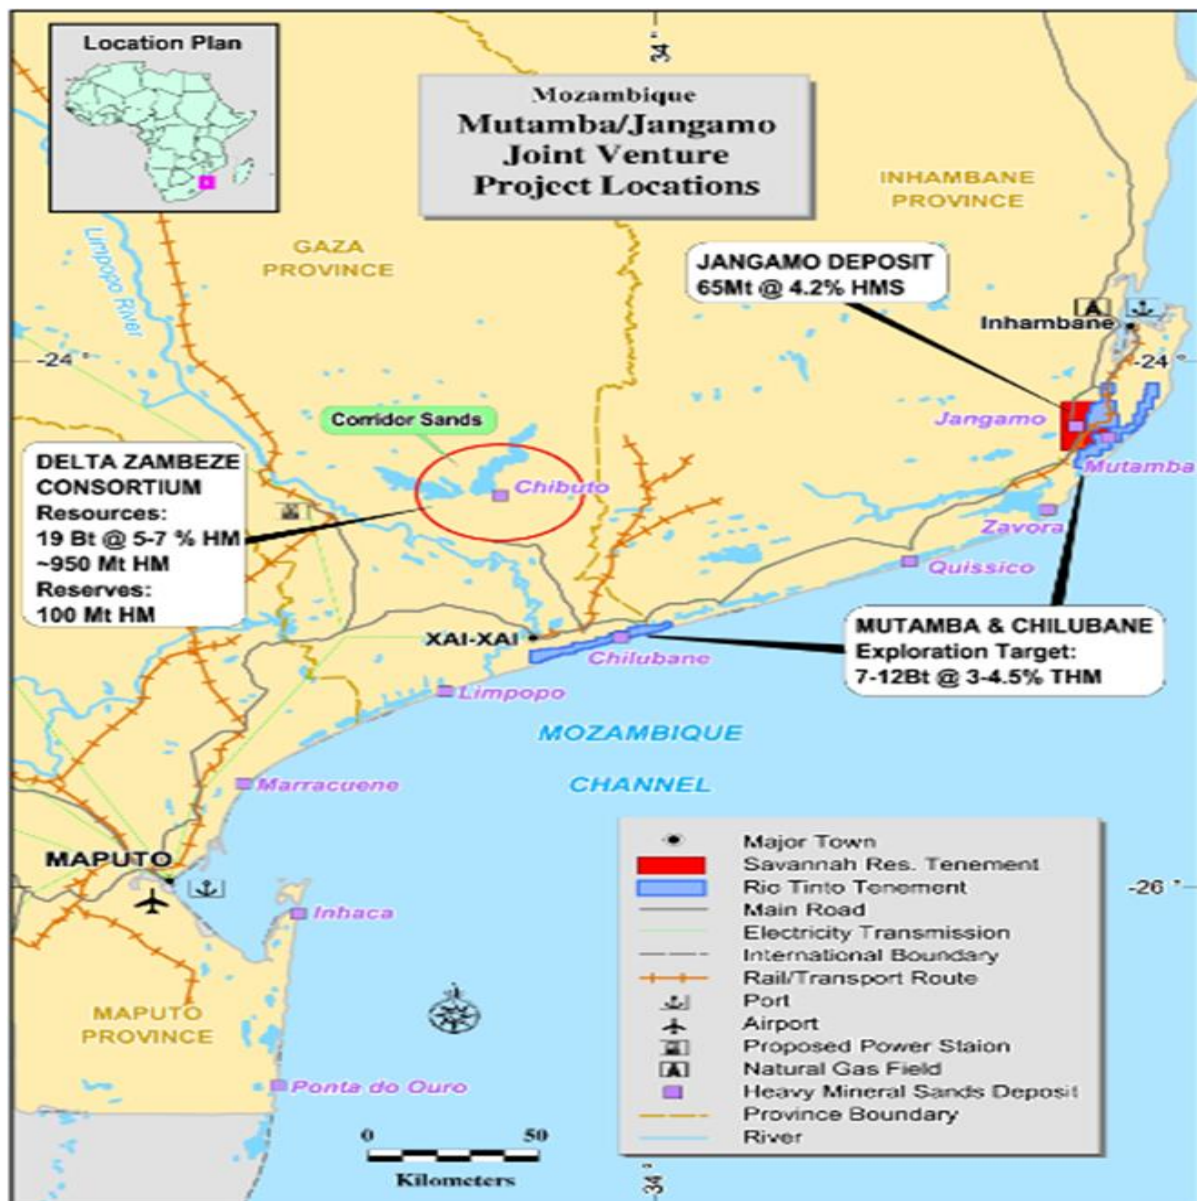 Location Plan
34°
Mozambique
Mutamba/Jangamo
Joint Venture
Project Locations
INHAMBANE
PROVINCE
GAZA
PROVINCE
Limpopo River
JANGAMO DEPOSIT
65Mt @ 4.2% HMS
A
Inhambane
-24 °
-24 °
Corridor Sands
Jangamo
DELTA ZAMBEZE
CONSORTIUM
Resources:
19 Bt @ 5-7 % HM
~950 Mt HM
Reserves:
100 Mt HM
Mutamba
Chibuto
Zavora
Quissico
MUTAMBA & CHILUBANE
Exploration Target:
7-12Bt @ 3-4.5% THM
XAI-XAI
Chilubane
Limpopo
MOZAMBIQUE
CHANNEL
Marracuene
MAPUTO
Inhaca
MAPUTO
PROVINCE
Ponta do Ouro
-26 °
Major Town
Savannah Res. Tenement
Rio Tinto Tenement
Main Road
Electricity Transmission
International Boundary
Rail/Transport Route
Port
Airport
Proposed Power Staion
A Natural Gas Field
Heavy Mineral Sands Deposit
Province Boundary
River
0 50
Kilometers
34°